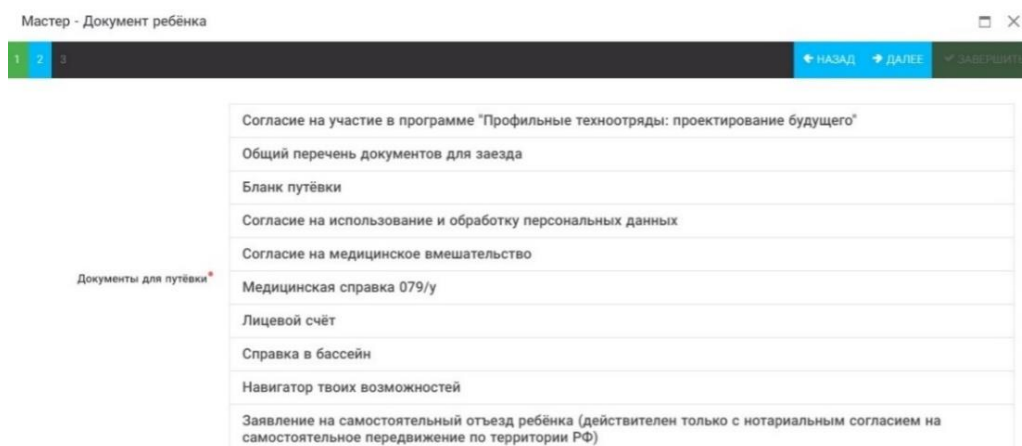 Мастер - Документ ребёнка
1 2 3 НАЗАД ДАЛЕЕ ЗАВЕРШИТЬ
Согласие на участие в программе "Профильные техноотряды: проектирование будущего"
Общий перечень документов для заезда
Бланк путёвки
Согласие на использование и обработку персональных данных
Согласие на медицинское вмешательство
Документы для путёвки*
Медицинская справка 079/у
Лицевой счёт
Справка в бассейн
Навигатор твоих возможностей
Заявление на самостоятельный отъезд ребёнка (действителен только с нотариальным согласием на
самостоятельное передвижение по территории РФ)